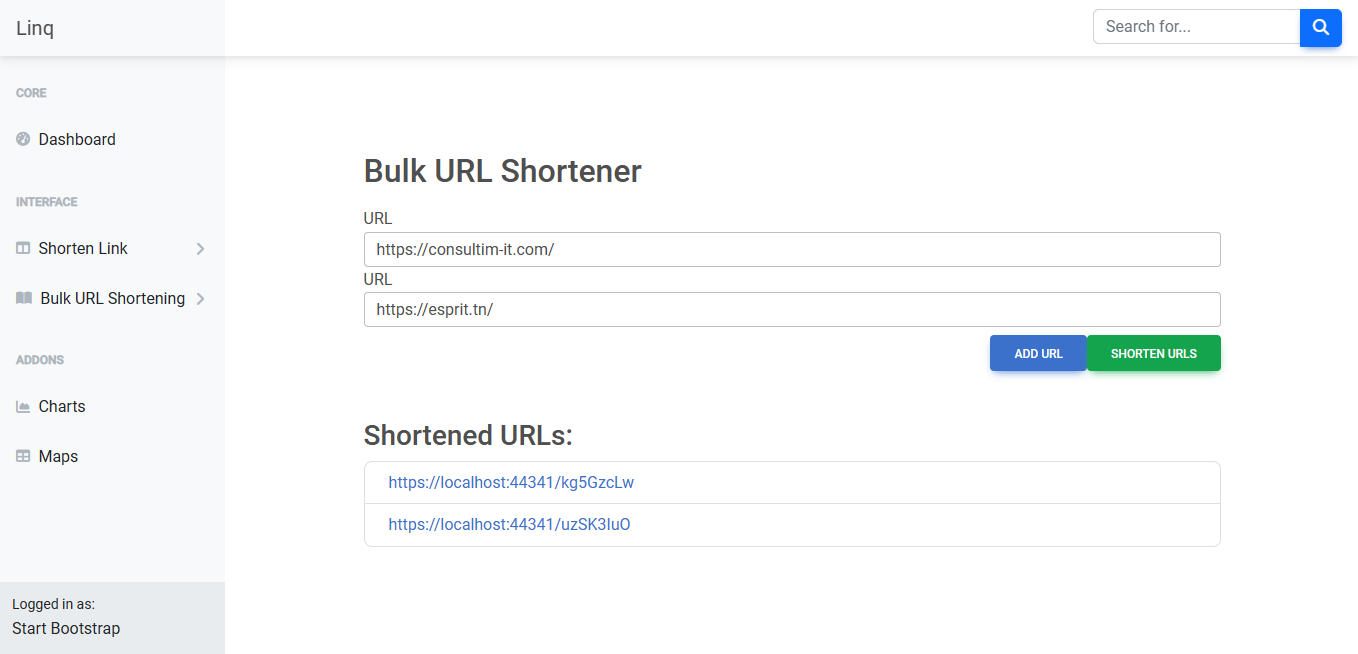 Linq
Search for...
CORE
Dashboard
INTERFACE
Shorten Link
Bulk URL Shortening
ADDONS
Charts
Maps
Logged in as:
Start Bootstrap
Bulk URL Shortener
URL
https://consultim-it.com/
URL
https://esprit.tn/
ADD URL
SHORTEN URLS
Shortened URLs:
https://localhost:44341/kg5GzcLw
https://localhost:44341/uzSK3IuO